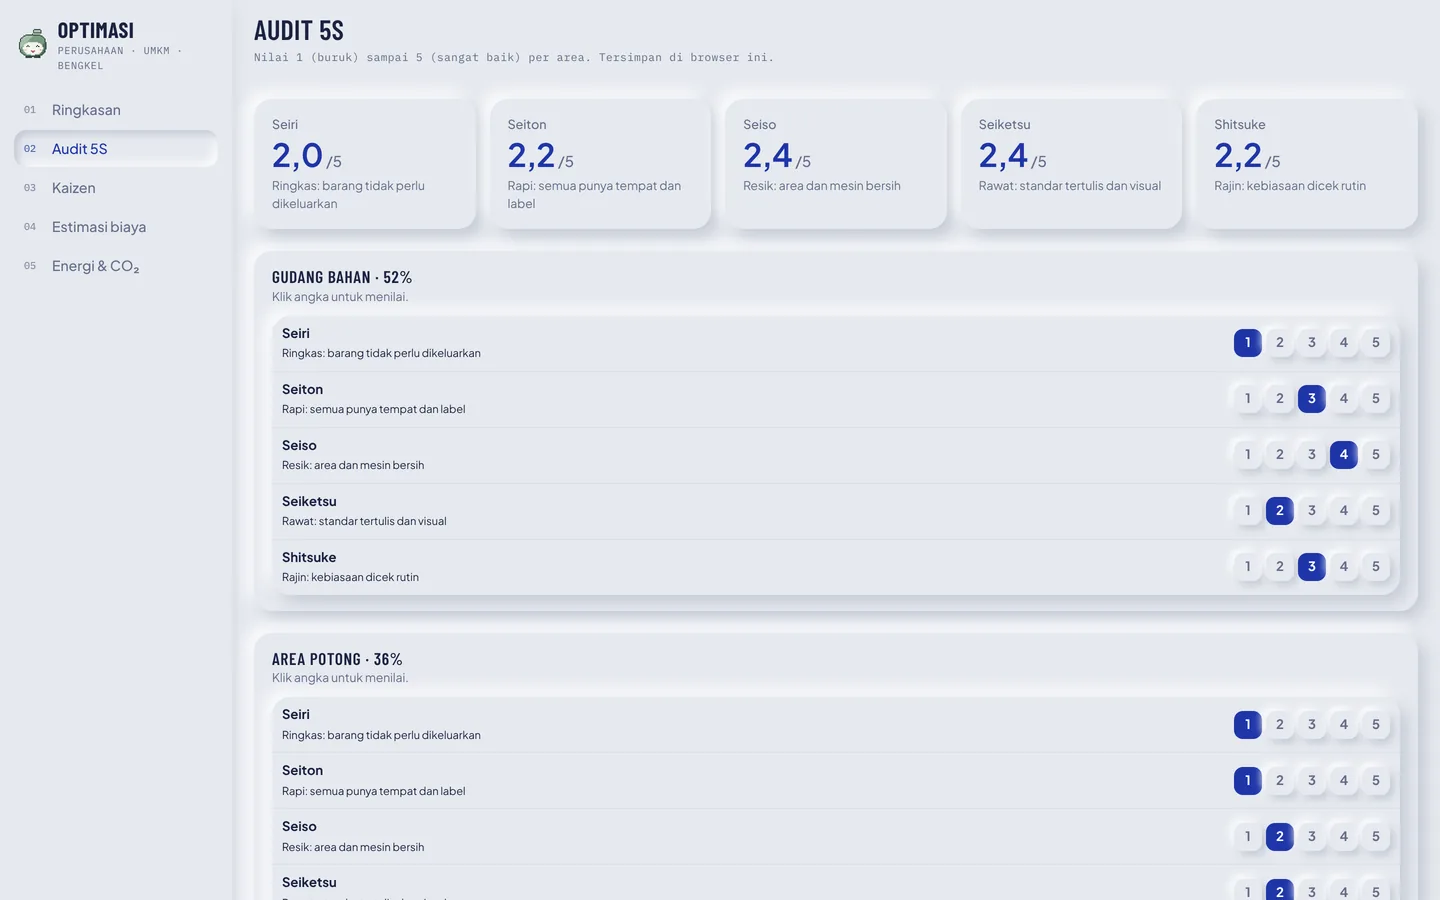 OPTIMASI
PERUSAHAAN · UMKM ·
BENGKEL
01 Ringkasan
02 Audit 5S
03 Kaizen
04 Estimasi biaya
05 Energi & CO₂
AUDIT 5S
Nilai 1 (buruk) sampai 5 (sangat baik) per area. Tersimpan di browser ini.
Seiri
2,0/5
Ringkas: barang tidak perlu
dikeluarkan
Seiton
2,2/5
Rapi: semua punya tempat dan
label
Seiso
2,4/5
Resik: area dan mesin bersih
Seiketsu
2,4/5
Rawat: standar tertulis dan visual
Shitsuke
2,2/5
Rajin: kebiasaan dicek rutin
GUDANG BAHAN · 52%
Klik angka untuk menilai.
Seiri
Ringkas: barang tidak perlu dikeluarkan
1 2 3 4 5
Seiton
Rapi: semua punya tempat dan label
1 2 3 4 5
Seiso
Resik: area dan mesin bersih
1 2 3 4 5
Seiketsu
Rawat: standar tertulis dan visual
1 2 3 4 5
Shitsuke
Rajin: kebiasaan dicek rutin
1 2 3 4 5
AREA POTONG · 36%
Klik angka untuk menilai.
Seiri
Ringkas: barang tidak perlu dikeluarkan
1 2 3 4 5
Seiton
Rapi: semua punya tempat dan label
1 2 3 4 5
Seiso
Resik: area dan mesin bersih
1 2 3 4 5
Seiketsu
1 2 3 4 5